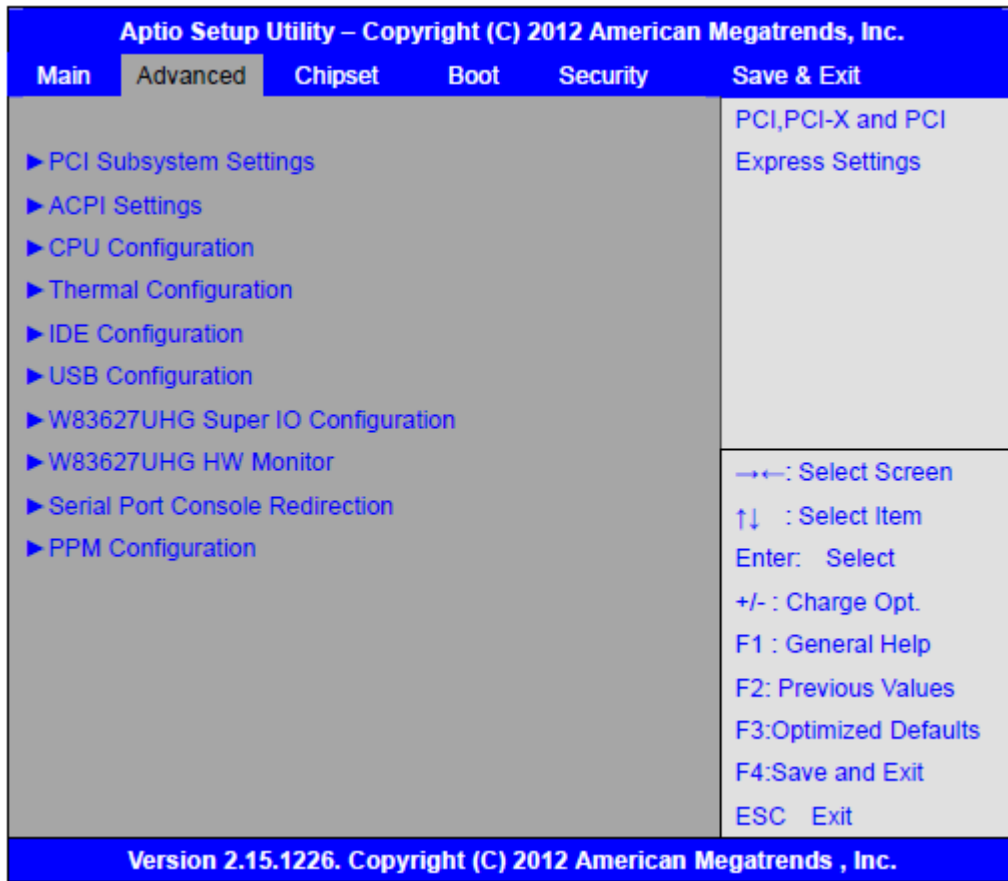 Aptio Setup Utility – Copyright (C) 2012 American Megatrends, Inc.
Main Advanced Chipset Boot Security Save & Exit
►PCI Subsystem Settings
►ACPI Settings
►CPU Configuration
►Thermal Configuration
►IDE Configuration
►USB Configuration
►W83627UHG Super IO Configuration
►W83627UHG HW Monitor
►Serial Port Console Redirection
►PPM Configuration
PCI,PCI-X and PCI
Express Settings
→←: Select Screen
↑↓ : Select Item
Enter: Select
+/- : Charge Opt.
F1 : General Help
F2: Previous Values
F3:Optimized Defaults
F4:Save and Exit
ESC Exit
Version 2.15.1226. Copyright (C) 2012 American Megatrends , Inc.